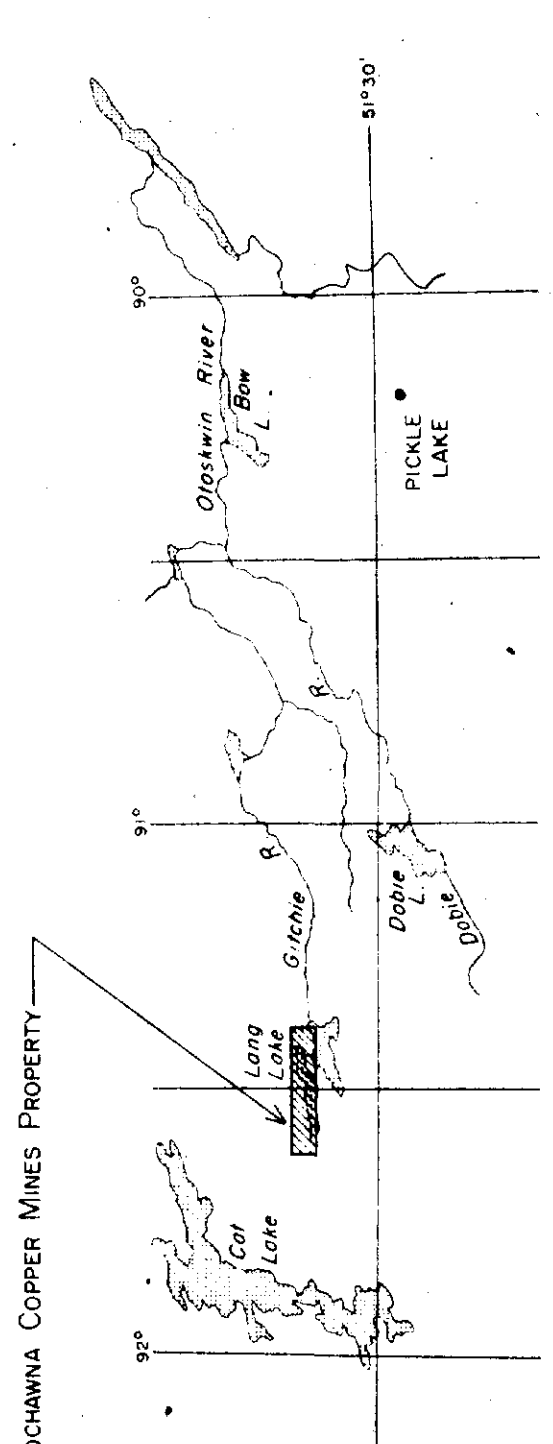 OCHAWNA COPPER MINES PROPERTY
92°
91°
90°
51°30'
Cat
Lake
Lang
Lake
Gitchie
R.
R.
Dobie
L.
Dobie
Otoskwin River
Bow
L.
PICKLE
LAKE